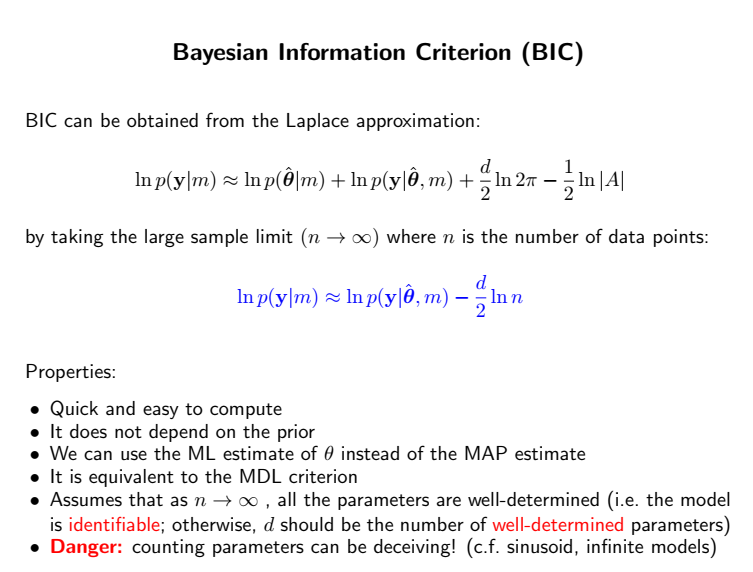 Bayesian Information Criterion (BIC)
BIC can be obtained from the Laplace approximation:
ln p(y|m) ≈ ln p(θ̂|m) + ln p(y|θ̂, m) + d/2 ln 2π − 1/2 ln |A|
by taking the large sample limit (n → ∞) where n is the number of data points:
ln p(y|m) ≈ ln p(y|θ̂, m) − d/2 ln n
Properties:
• Quick and easy to compute
• It does not depend on the prior
• We can use the ML estimate of θ instead of the MAP estimate
• It is equivalent to the MDL criterion
• Assumes that as n → ∞ , all the parameters are well-determined (i.e. the model
is identifiable; otherwise, d should be the number of well-determined parameters)
• Danger: counting parameters can be deceiving! (c.f. sinusoid, infinite models)